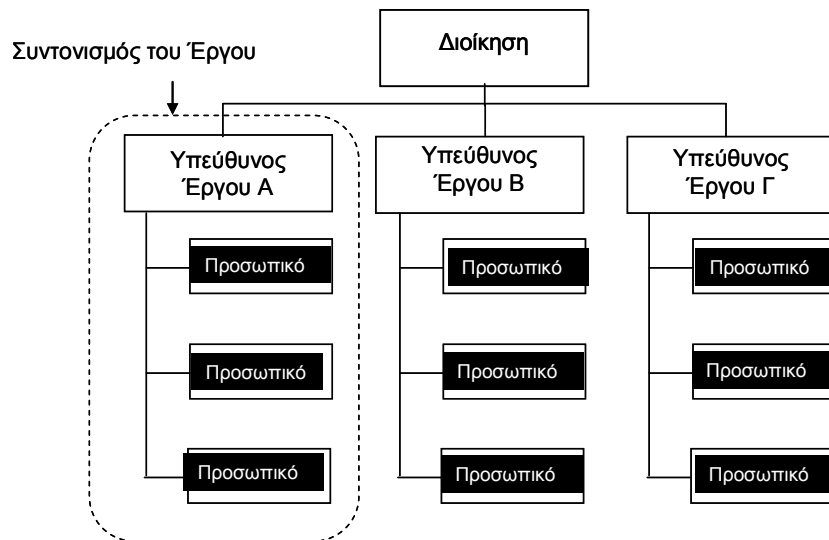 Συντονισμός του Έργου
Διοίκηση
Υπεύθυνος
Έργου Α
Υπεύθυνος
Έργου Β
Υπεύθυνος
Έργου Γ
Προσωπικό
Προσωπικό
Προσωπικό
Προσωπικό
Προσωπικό
Προσωπικό
Προσωπικό
Προσωπικό
Προσωπικό